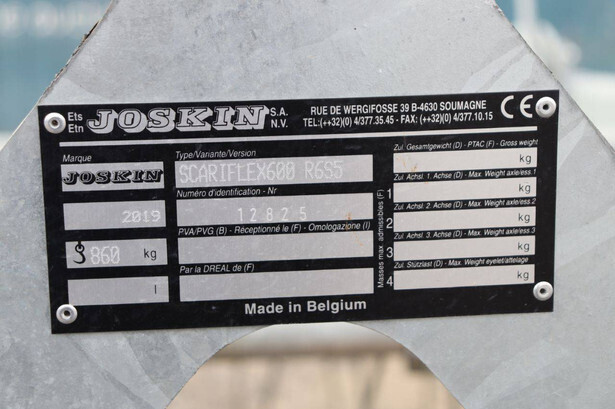 Ets
Etn
JOSKIN S.A.
N.V.
RUE DE WERGIFOSSE 39 B-4630 SOUMAGNE
TEL:(++32)(0) 4/377.35.45 - FAX: (++32)(0) 4/377.10.15
CE
Marque
JOSKIN
2019
860 kg
l
Type/Variante/Version
SCARIFLEX600 R6S5
Numéro d'identification - Nr
12825
PVA/PVG (B) - Réceptionné le (F) - Omologazione (I)
Par la DREAL de (F)
Masses max. admissibles (F)
Zul. Gesamtgewicht (D) - PTAC (F) - Gross weight
kg
Zul. Achsl. 1. Achse (D) - Max. Weight axle/ess 1
1 kg
Zul. Achsl. 2. Achse (D) - Max. Weight axle/ess 2
2 kg
Zul. Achsl. 3. Achse (D) - Max. Weight axle/ess 3
3 kg
Zul. Stützlast (D) - Max. Weight eyelet/attelage
4 kg
Made in Belgium